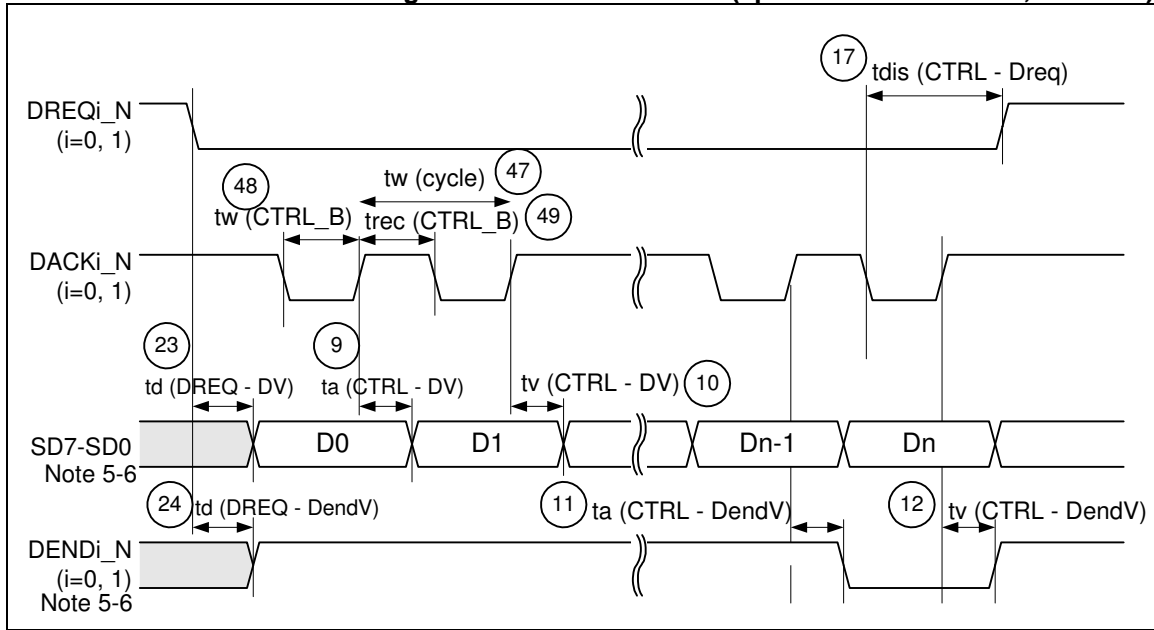 17
tdis (CTRL - Dreq)
DREQi_N
(i=0, 1)
48
tw (cycle) 47
tw (CTRL_B) trec (CTRL_B) 49
DACKi_N
(i=0, 1)
23 9
td (DREQ - DV) ta (CTRL - DV) tv (CTRL - DV) 10
SD7-SD0 D0 D1 Dn-1 Dn
Note 5-6
24 td (DREQ - DendV) 11 ta (CTRL - DendV) 12 tv (CTRL - DendV)
DENDi_N
(i=0, 1)
Note 5-6